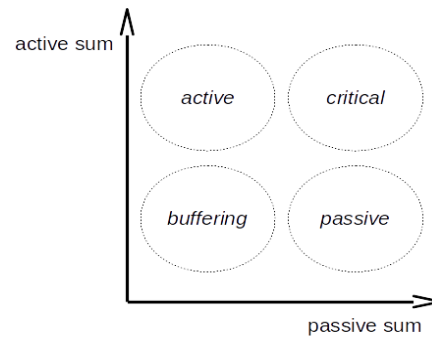 active sum
active
critical
buffering
passive
passive sum